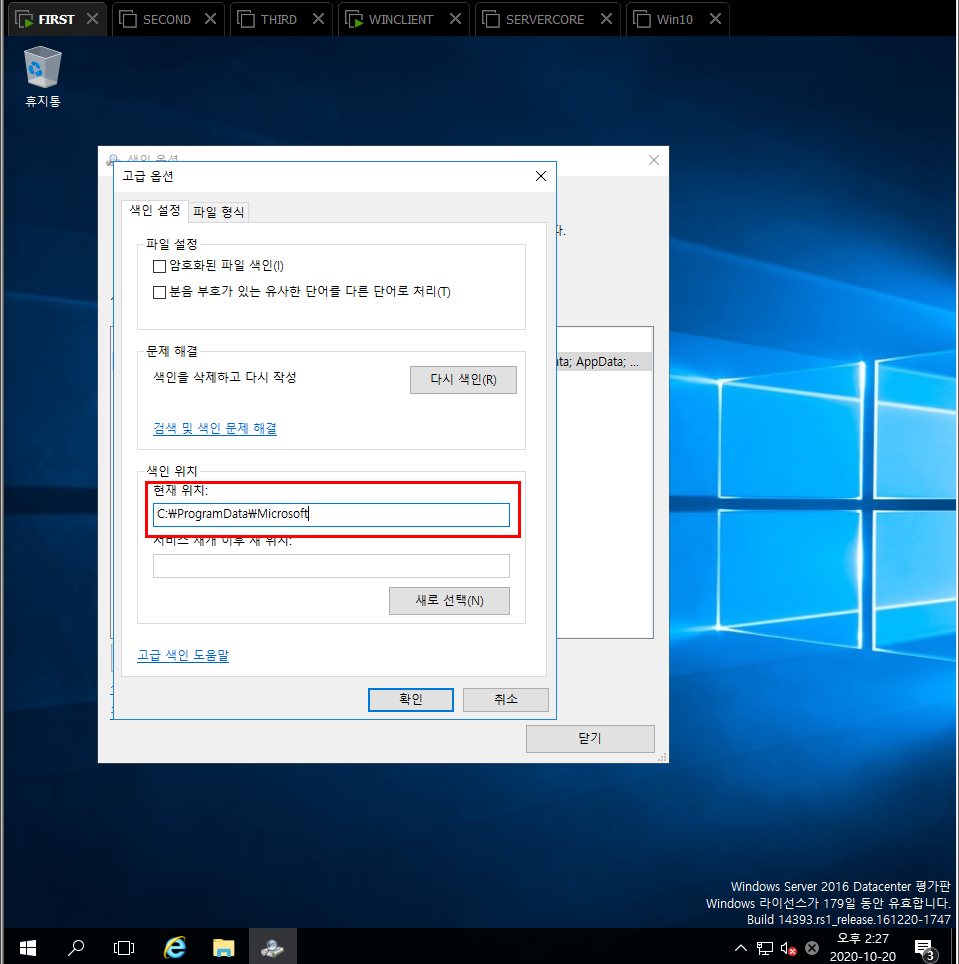 FIRST
SECOND
THIRD
WINCLIENT
SERVERCORE
Win10
휴지통
색인 옵션
고급 옵션
색인 설정
파일 형식
다.
파일 설정
암호화된 파일 색인(I)
분음 부호가 있는 유사한 단어를 다른 단어로 처리(T)
문제 해결
색인을 삭제하고 다시 작성
다시 색인(R)
AppData; ...
검색 및 색인 문제 해결
색인 위치
현재 위치:
C:₩ProgramData₩Microsoft
서비스 재개 이후 새 위치:
새로 선택(N)
고급 색인 도움말
확인
취소
닫기
Windows Server 2016 Datacenter 평가판
Windows 라이선스가 179일 동안 유효합니다.
Build 14393.rs1_release.161220-1747
오후 2:27
2020-10-20
3